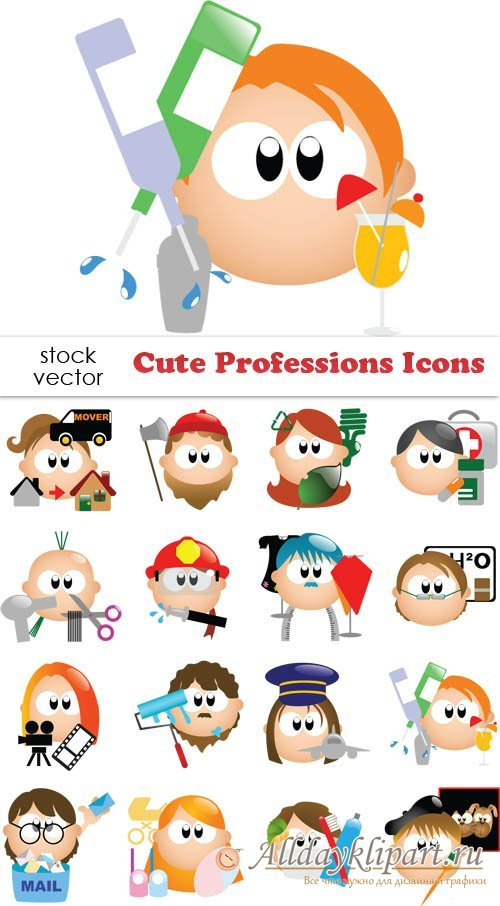 stock
vector
Cute Professions Icons
MOVER
H²O
MAIL
Alldayklipart.ru
Все что нужно для дизайна и графики